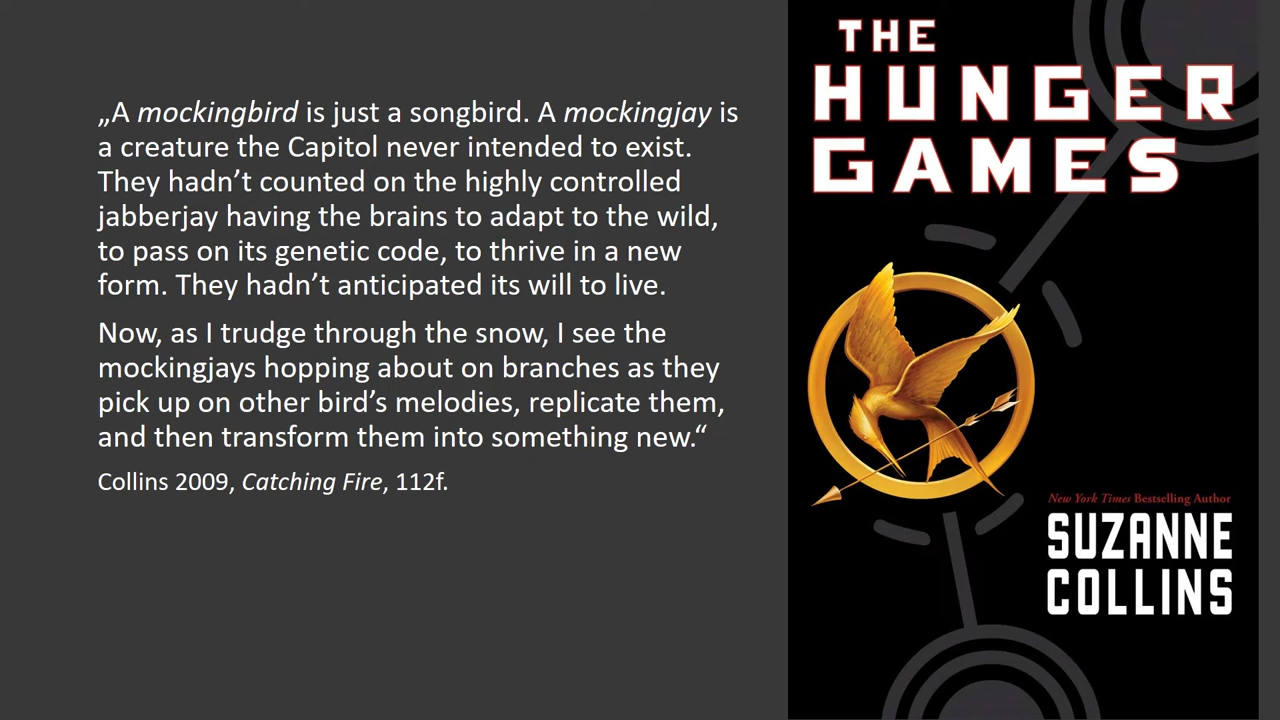 „A mockingbird is just a songbird. A mockingjay is
a creature the Capitol never intended to exist.
They hadn't counted on the highly controlled
jabberjay having the brains to adapt to the wild,
to pass on its genetic code, to thrive in a new
form. They hadn't anticipated its will to live.
Now, as I trudge through the snow, I see the
mockingjays hopping about on branches as they
pick up on other bird's melodies, replicate them,
and then transform them into something new.“
Collins 2009, Catching Fire, 112f.
THE
HUNGER
GAMES
New York Times Bestselling Author
SUZANNE
COLLINS